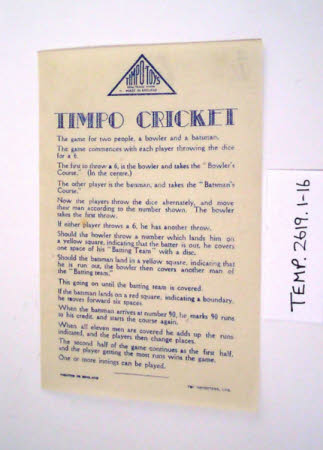 TIMPO-TOYS
MADE IN ENGLAND
TIMPO CRICKET
The game for two people, a bowler and a batsman.
The game commences with each player throwing the dice
for a 6.
The first to throw a 6, is the bowler and takes the "Bowler's
Course." (In the centre.)
The other player is the batsman, and takes the "Batsman's
Course."
Now the players throw the dice alternately, and move
their man according to the number shown. The bowler
takes the first throw.
If either player throws a 6, he has another throw.
Should the bowler throw a number which lands him on
a yellow square, indicating that the batter is out, he covers
one space of his "Batting Team" with a disc.
Should the batsman land in a yellow square, indicating that
he is run out, the bowler then covers another man of
the "Batting team."
This going on until the batting team is covered.
If the batsman lands on a red square, indicating a boundary,
he moves forward six spaces.
When the batsman arrives at number 90, he marks 90 runs
to his credit, and starts the course again.
When all eleven men are covered he adds up the runs
indicated, and the players then change places.
The second half of the game continues as the first half,
and the player getting the most runs wins the game.
One or more innings can be played.
PRINTED IN ENGLAND
LTD.
TEMP. 2619.1-16